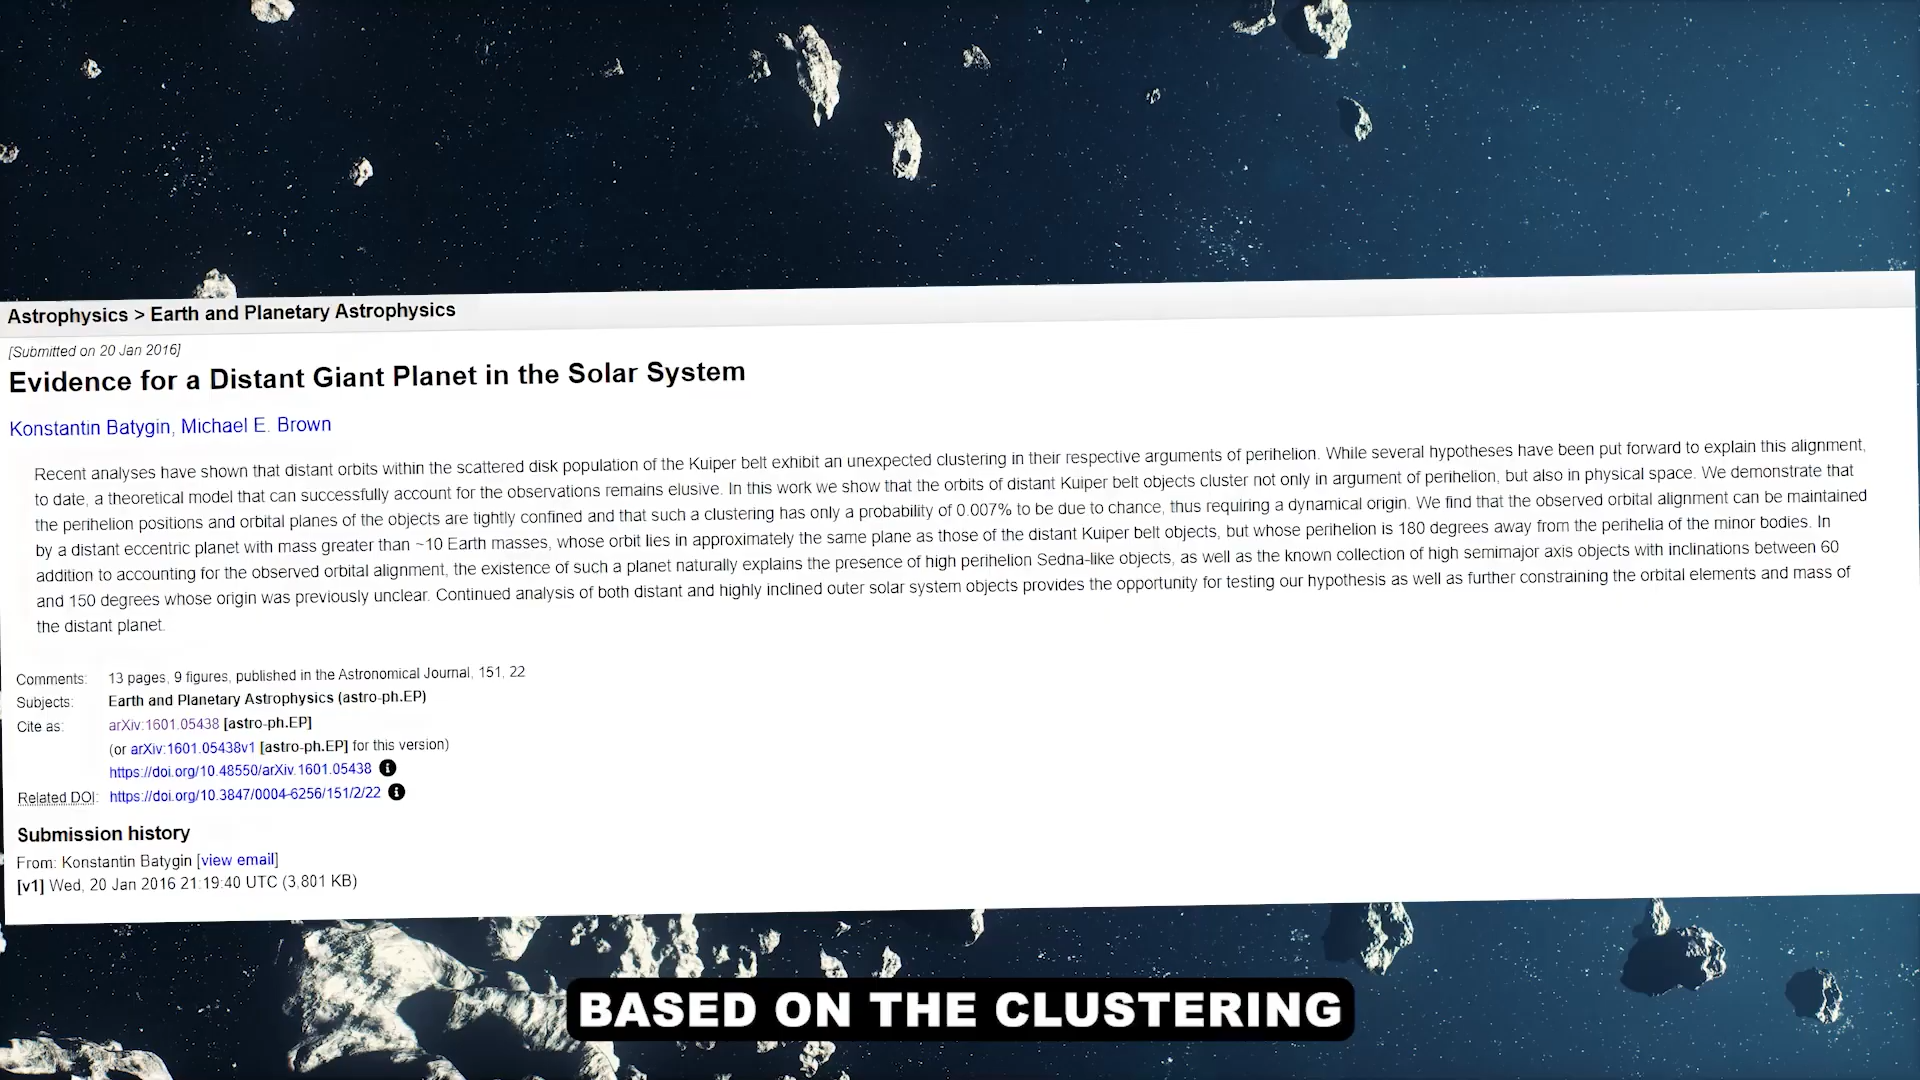 Astrophysics > Earth and Planetary Astrophysics
[Submitted on 20 Jan 2016]
Evidence for a Distant Giant Planet in the Solar System
Konstantin Batygin, Michael E. Brown
Recent analyses have shown that distant orbits within the scattered disk population of the Kuiper belt exhibit an unexpected clustering in their respective arguments of perihelion. While several hypotheses have been put forward to explain this alignment,
to date, a theoretical model that can successfully account for the observations remains elusive. In this work we show that the orbits of distant Kuiper belt objects cluster not only in argument of perihelion, but also in physical space. We demonstrate that
the perihelion positions and orbital planes of the objects are tightly confined and that such a clustering has only a probability of 0.007% to be due to chance, thus requiring a dynamical origin. We find that the observed orbital alignment can be maintained
by a distant eccentric planet with mass greater than ~10 Earth masses, whose orbit lies in approximately the same plane as those of the distant Kuiper belt objects, but whose perihelion is 180 degrees away from the perihelia of the minor bodies. In
addition to accounting for the observed orbital alignment, the existence of such a planet naturally explains the presence of high perihelion Sedna-like objects, as well as the known collection of high semimajor axis objects with inclinations between 60
and 150 degrees whose origin was previously unclear. Continued analysis of both distant and highly inclined outer solar system objects provides the opportunity for testing our hypothesis as well as further constraining the orbital elements and mass of
the distant planet.
Comments: 13 pages, 9 figures, published in the Astronomical Journal, 151, 22
Subjects: Earth and Planetary Astrophysics (astro-ph.EP)
Cite as: arXiv:1601.05438 [astro-ph.EP]
(or arXiv:1601.05438v1 [astro-ph.EP] for this version)
https://doi.org/10.48550/arXiv.1601.05438
Related DOI: https://doi.org/10.3847/0004-6256/151/2/22
Submission history
From: Konstantin Batygin [view email]
[v1] Wed, 20 Jan 2016 21:19:40 UTC (3,801 KB)
BASED ON THE CLUSTERING